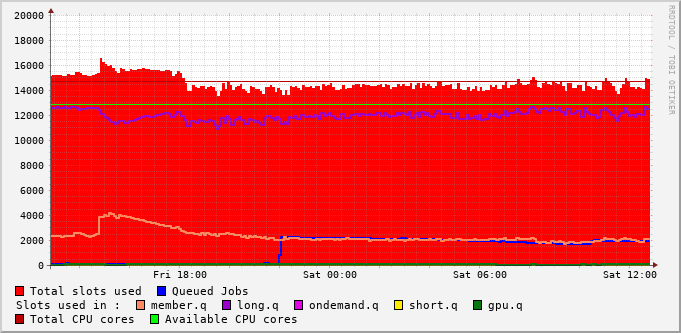 20000
18000
16000
14000
12000
10000
8000
6000
4000
2000
0
Fri 18:00 Sat 00:00 Sat 06:00 Sat 12:00
RRDTOOL / TOBI OETIKER
Total slots used Queued Jobs
Slots used in : member.q long.q ondemand.q short.q gpu.q
Total CPU cores Available CPU cores